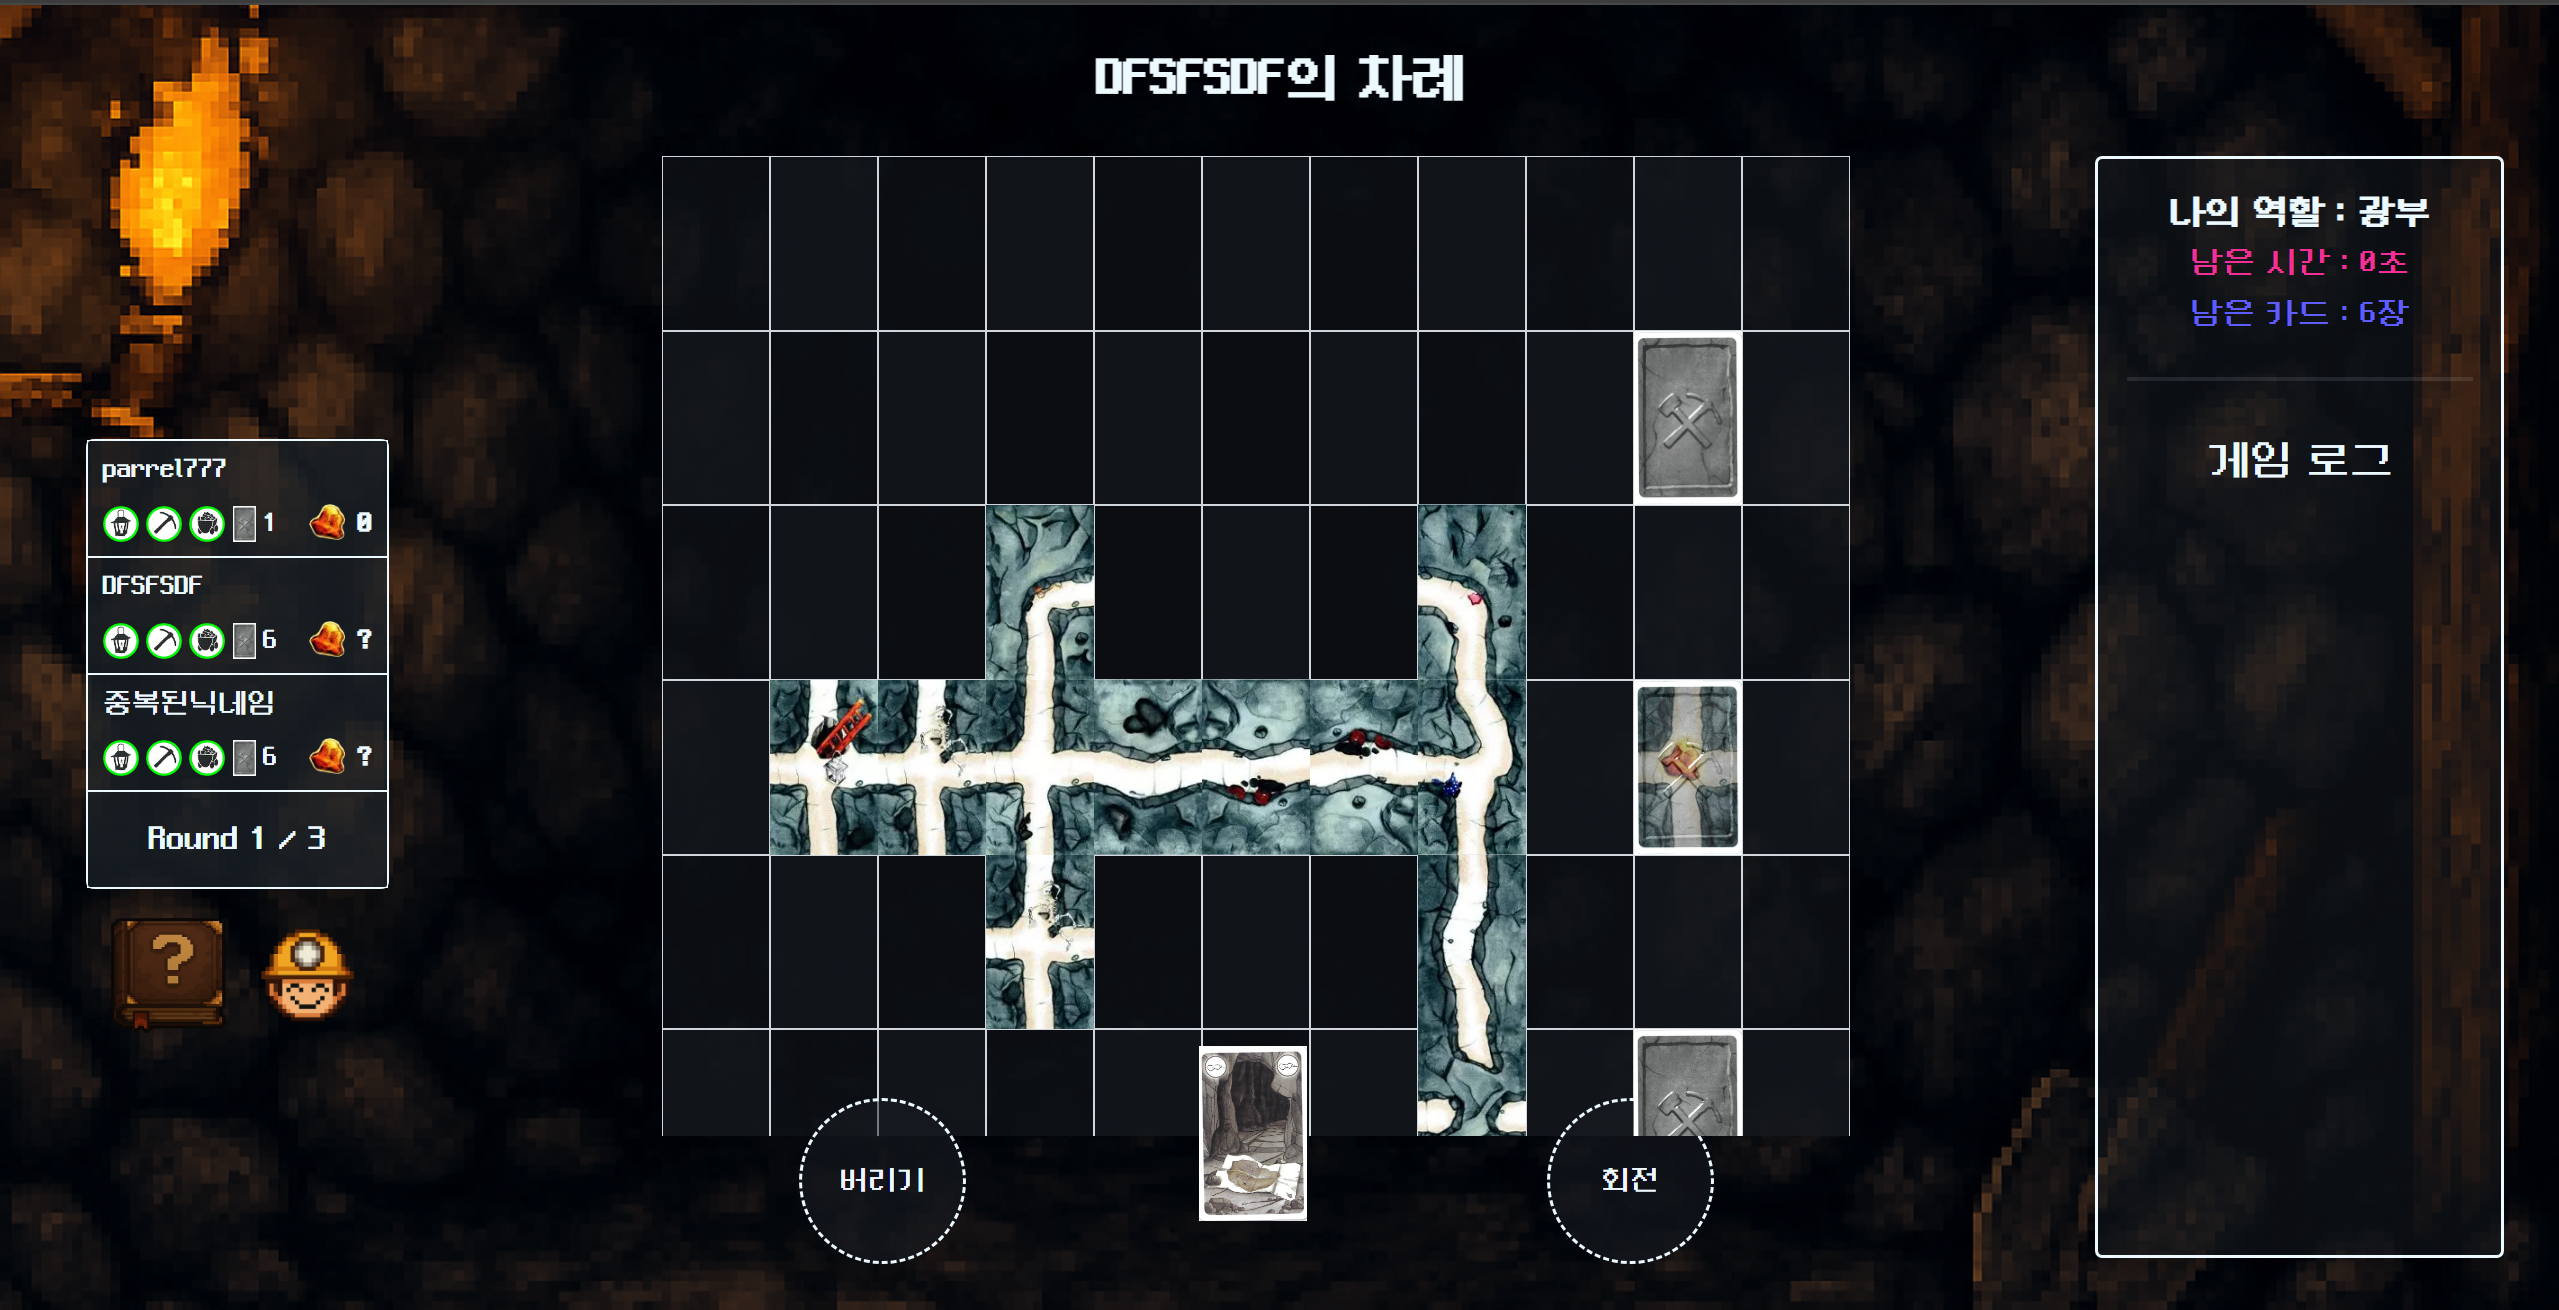 DFSFSDF의 차례
parrel777
1 0
DFSFSDF
6 ?
중복된닉네임
6 ?
Round 1 / 3
?
버리기
회전
나의 역할 : 광부
남은 시간 : 0초
남은 카드 : 6장
게임 로그